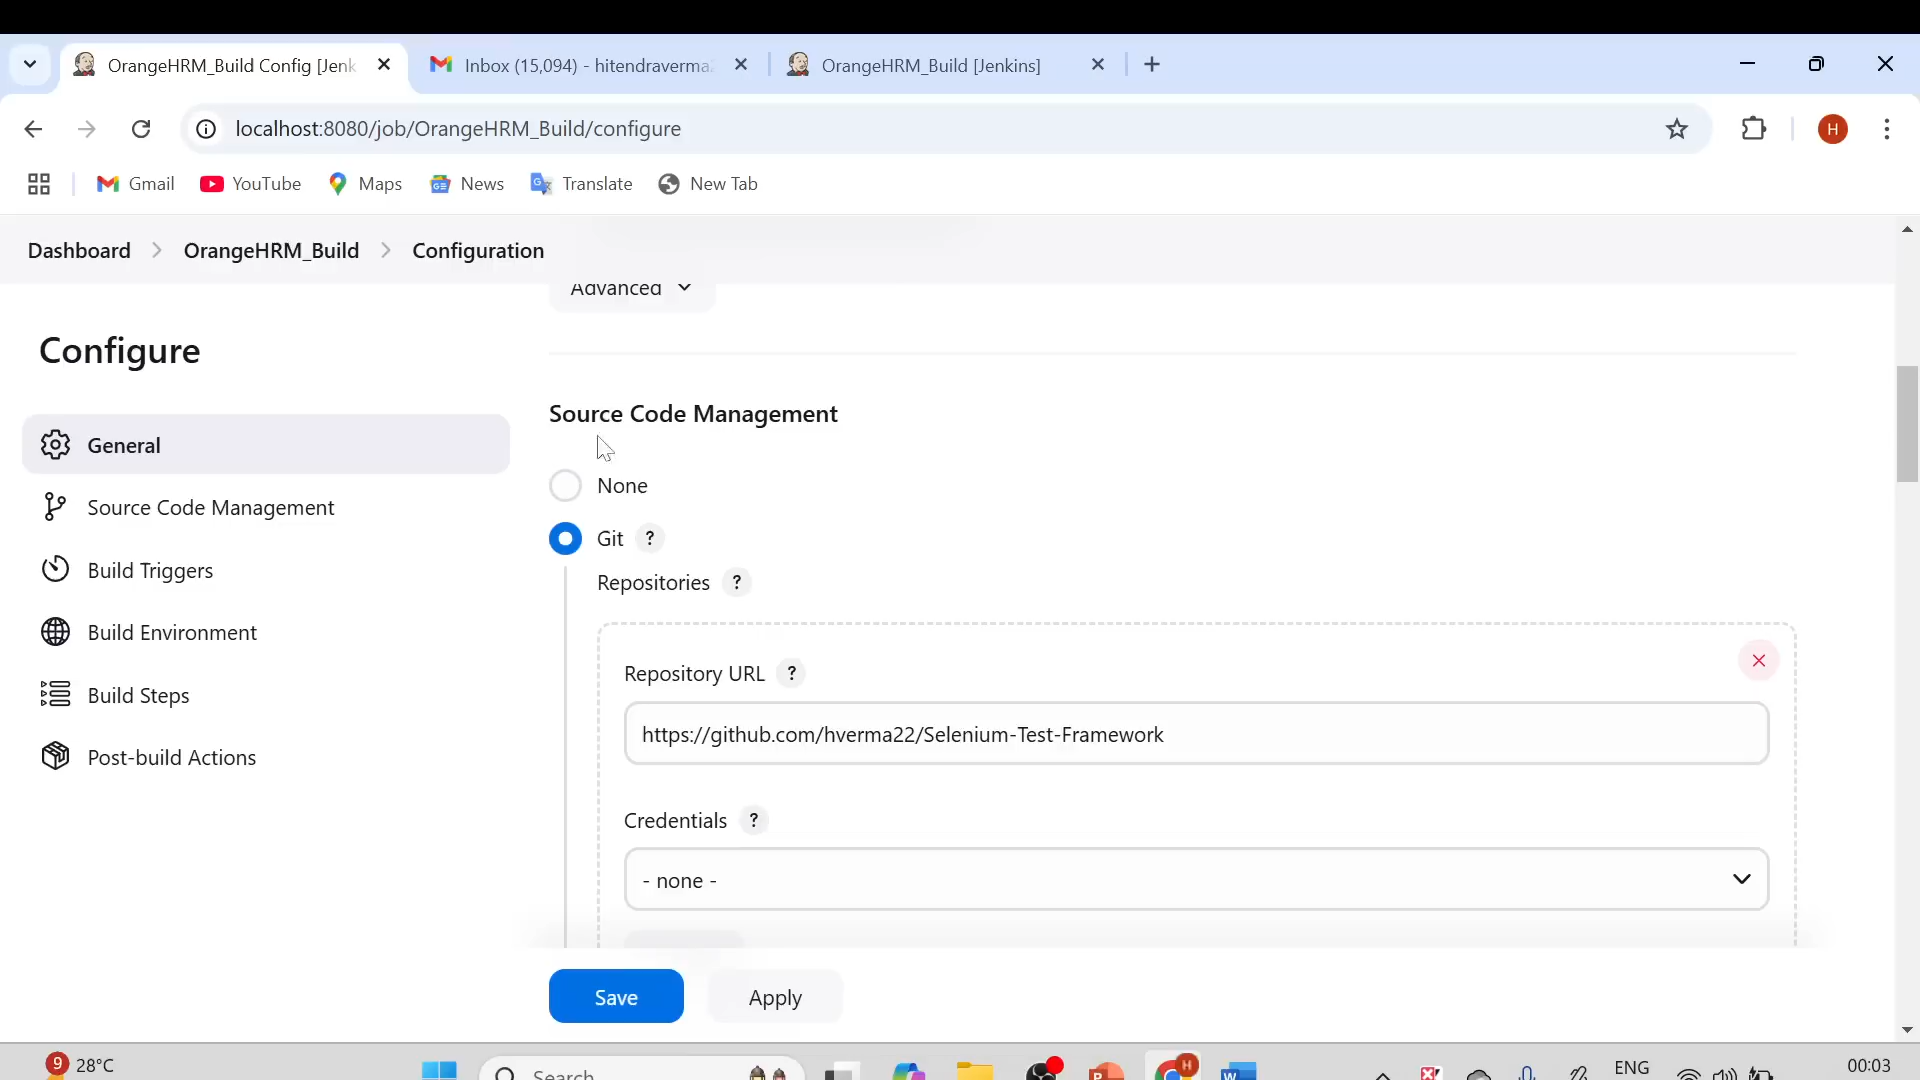 OrangeHRM_Build Config [Jenk
Inbox (15,094) - hitendraverma
OrangeHRM_Build [Jenkins]
localhost:8080/job/OrangeHRM_Build/configure
H
Gmail
YouTube
Maps
News
Translate
New Tab
Dashboard > OrangeHRM_Build > Configuration
Advanced
Configure
General
Source Code Management
Build Triggers
Build Environment
Build Steps
Post-build Actions
Source Code Management
None
Git ?
Repositories ?
Repository URL ?
https://github.com/hverma22/Selenium-Test-Framework
Credentials ?
- none -
Save
Apply
9
28°C
Search
H
ENG
00:03